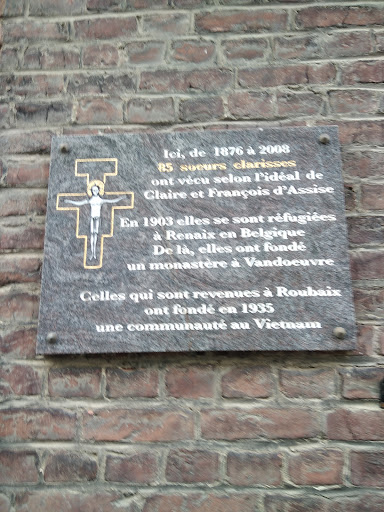 Ici, de 1876 à 2008
85 soeurs clarisses
ont vécu selon l'idéal de
Claire et François d'Assise
En 1903 elles se sont réfugiées
à Renaix en Belgique
De là, elles ont fondé
un monastère à Vandoeuvre
Celles qui sont revenues à Roubaix
ont fondé en 1935
une communauté au Vietnam